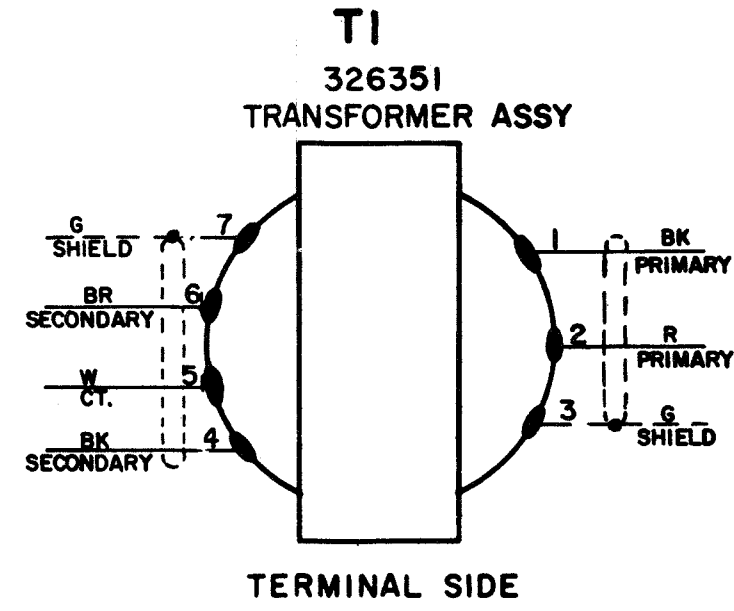 T1
326351
TRANSFORMER ASSY
G 7
SHIELD
BR 6
SECONDARY
W 5
CT.
BK 4
SECONDARY
1 BK
PRIMARY
2 R
PRIMARY
3 G
SHIELD
TERMINAL SIDE